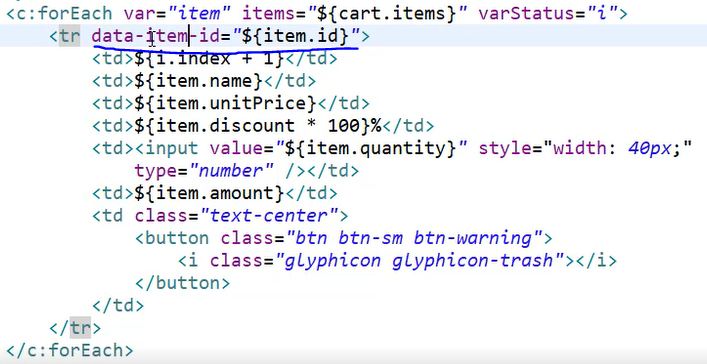 <c:forEach var="item" items="${cart.items}" varStatus="i">
<tr data-item-id="${item.id}">
<td>${i.index + 1}</td>
<td>${item.name}</td>
<td>${item.unitPrice}</td>
<td>${item.discount * 100}%</td>
<td><input value="${item.quantity}" style="width: 40px;"
type="number" /></td>
<td>${item.amount}</td>
<td class="text-center">
<button class="btn btn-sm btn-warning">
<i class="glyphicon glyphicon-trash"></i>
</button>
</td>
</tr>
</c:forEach>